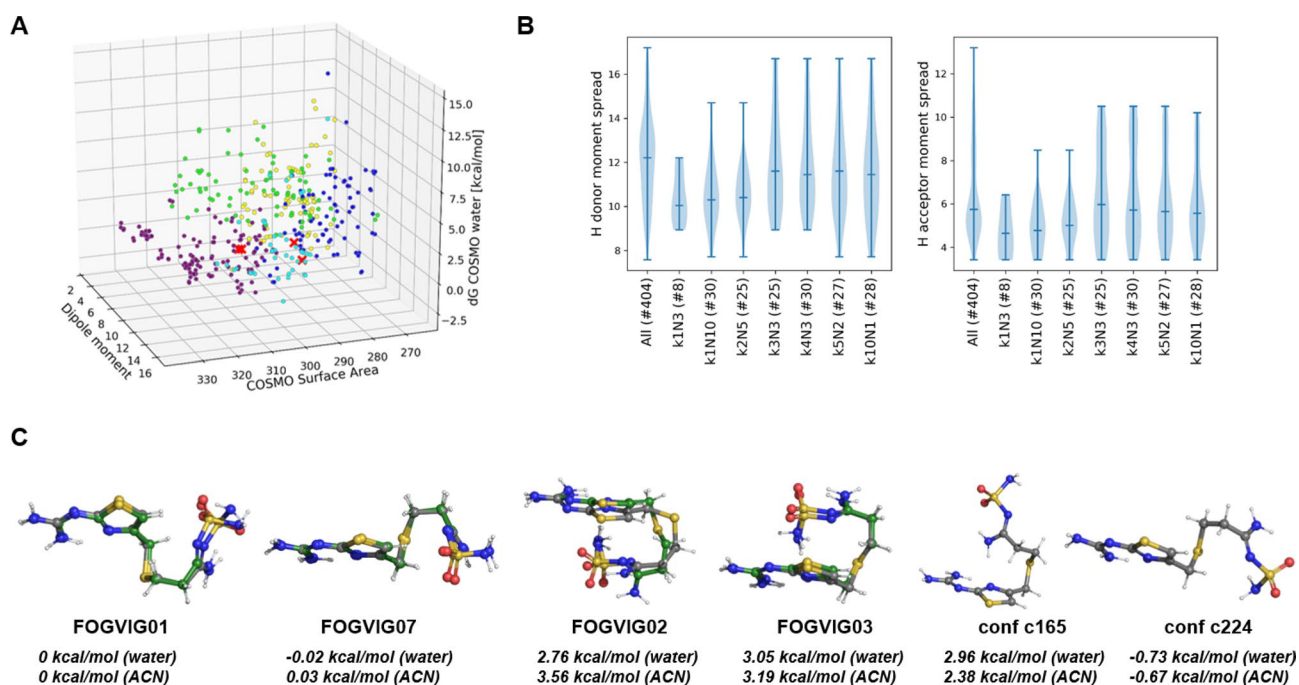 A
15.0
12.5
10.0
7.5
5.0
2.5
0.0
−2.5
dG COSMO water [kcal/mol]
2
4
6
8
10
12
14
16
Dipole moment
330
320
310
300
290
280
270
COSMO Surface Area
B
16
14
12
10
8
H donor moment spread
All (#404)
k1N3 (#8)
k1N10 (#30)
k2N5 (#25)
k3N3 (#25)
k4N3 (#30)
k5N2 (#27)
k10N1 (#28)
12
10
8
6
4
H acceptor moment spread
All (#404)
k1N3 (#8)
k1N10 (#30)
k2N5 (#25)
k3N3 (#25)
k4N3 (#30)
k5N2 (#27)
k10N1 (#28)
C
FOGVIG01
0 kcal/mol (water)
0 kcal/mol (ACN)
FOGVIG07
-0.02 kcal/mol (water)
0.03 kcal/mol (ACN)
FOGVIG02
2.76 kcal/mol (water)
3.56 kcal/mol (ACN)
FOGVIG03
3.05 kcal/mol (water)
3.19 kcal/mol (ACN)
conf c165
2.96 kcal/mol (water)
2.38 kcal/mol (ACN)
conf c224
-0.73 kcal/mol (water)
-0.67 kcal/mol (ACN)